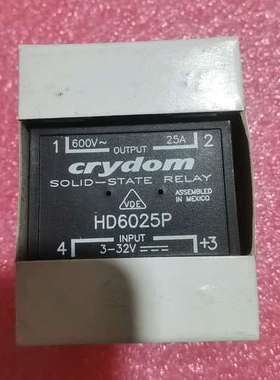 1 600V~ 25A 2
OUTPUT
crydom
SOLID-STATE RELAY
VDE
ASSEMBLED
IN MEXICO
HD6025P
4 INPUT +3
3-32V ⎓